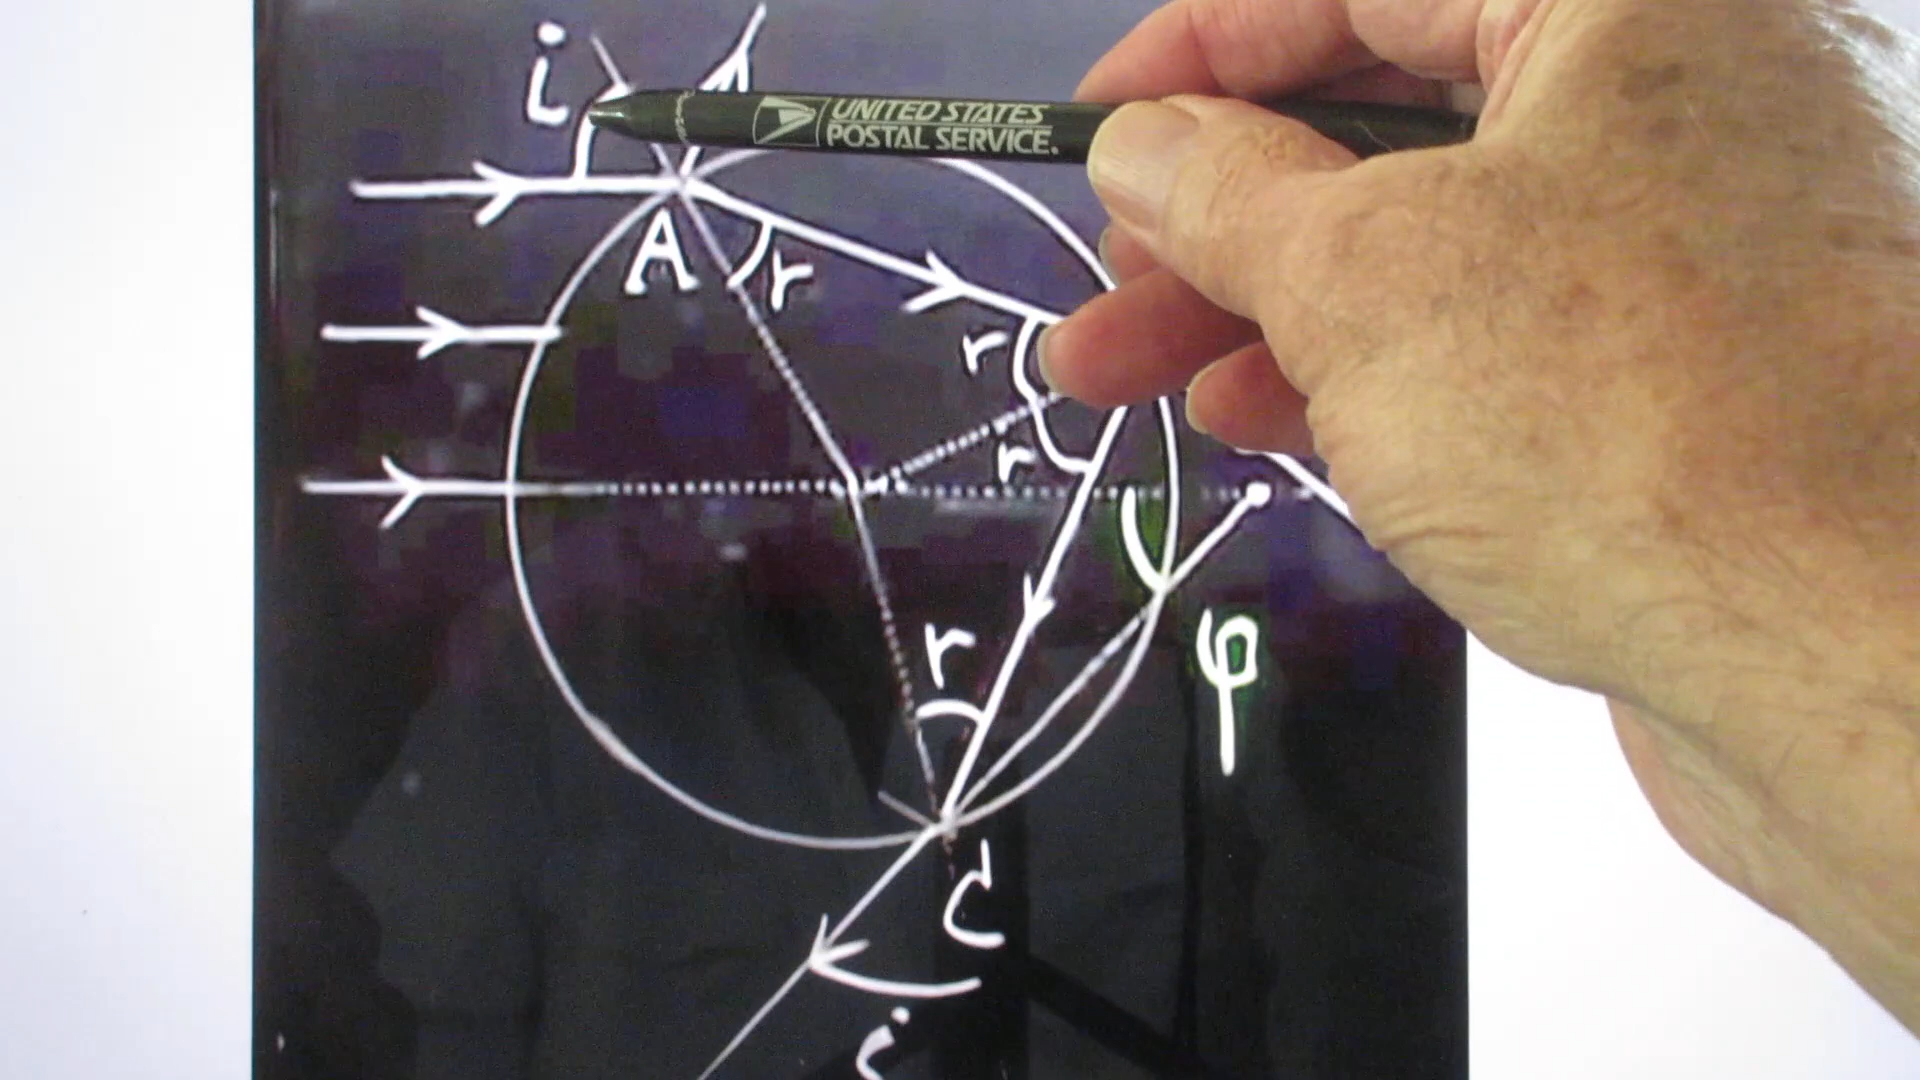 i
UNITED STATES
POSTAL SERVICE.
A
r
r
r
r
φ
C
i